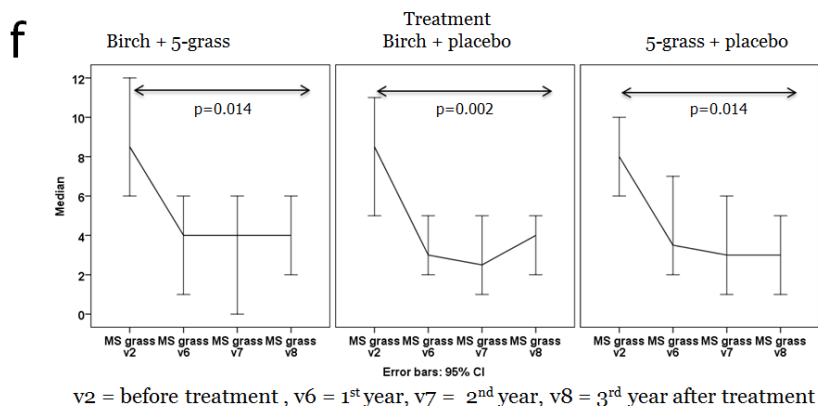 f
Treatment
Birch + 5-grass Birch + placebo 5-grass + placebo
p=0.014 p=0.002 p=0.014
Median
12
10
8
6
4
2
0
MS grass v2 MS grass v6 MS grass v7 MS grass v8 MS grass v2 MS grass v6 MS grass v7 MS grass v8 MS grass v2 MS grass v6 MS grass v7 MS grass v8
Error bars: 95% CI
v2 = before treatment , v6 = 1st year, v7 = 2nd year, v8 = 3rd year after treatment